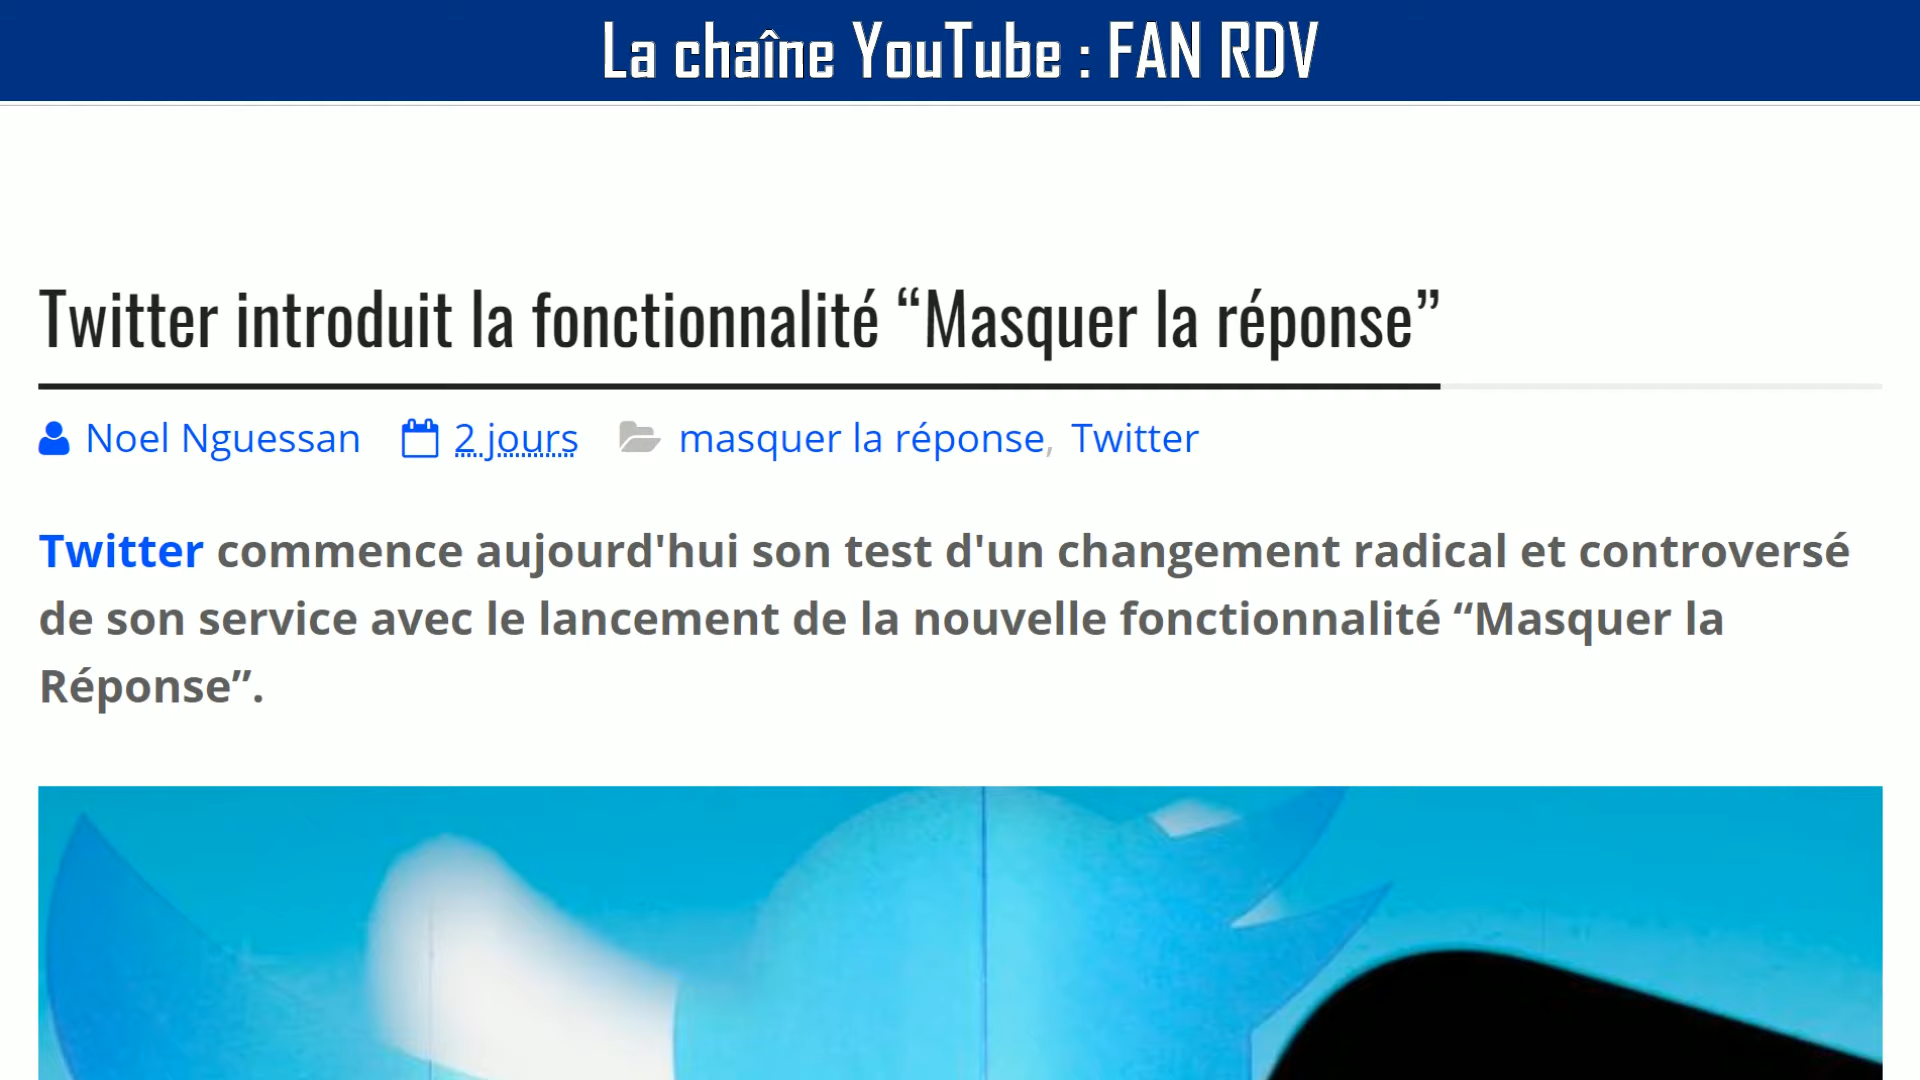 La chaîne YouTube : FAN RDV
Twitter introduit la fonctionnalité “Masquer la réponse”
Noel Nguessan 2 jours masquer la réponse, Twitter
Twitter commence aujourd'hui son test d'un changement radical et controversé
de son service avec le lancement de la nouvelle fonctionnalité “Masquer la
Réponse”.